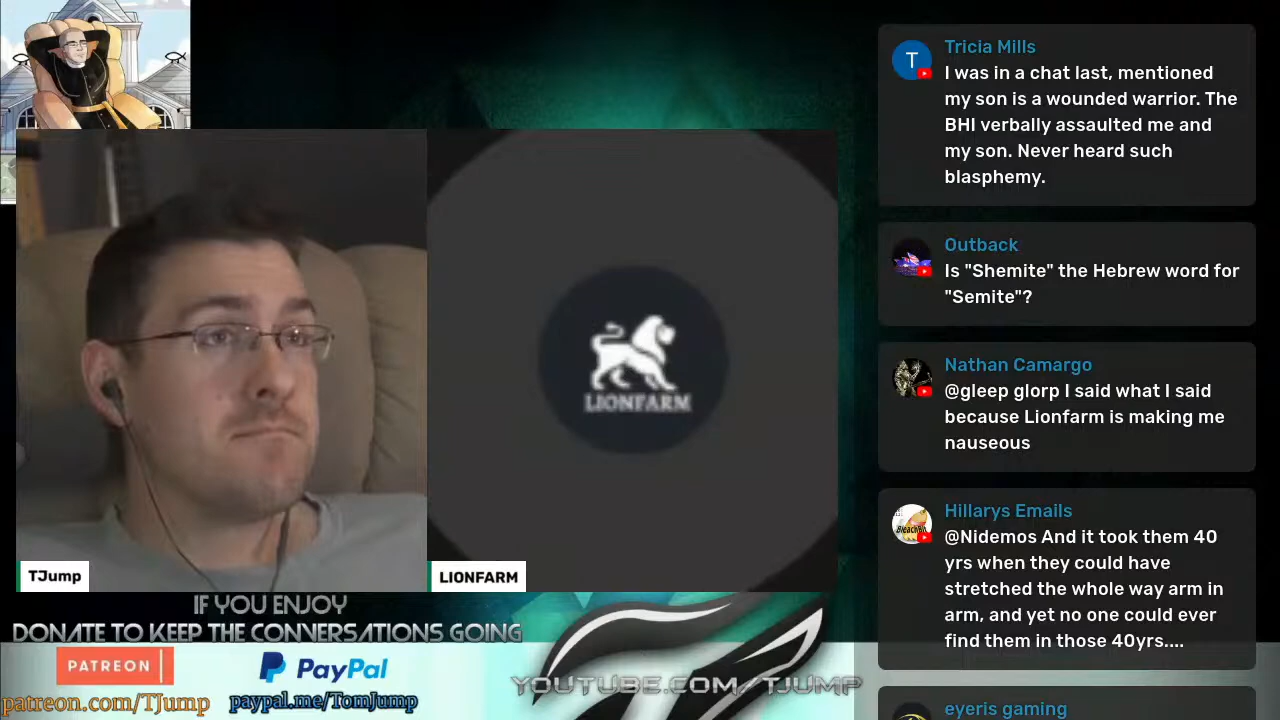 Tricia Mills
I was in a chat last, mentioned
my son is a wounded warrior. The
BHI verbally assaulted me and
my son. Never heard such
blasphemy.
Outback
Is "Shemite" the Hebrew word for
"Semite"?
Nathan Camargo
@gleep glorp I said what I said
because Lionfarm is making me
nauseous
Hillarys Emails
@Nidemos And it took them 40
yrs when they could have
stretched the whole way arm in
arm, and yet no one could ever
find them in those 40yrs....
eyeris gaming
T
BleachBit
LIONFARM
TJump
LIONFARM
IF YOU ENJOY
DONATE TO KEEP THE CONVERSATIONS GOING
PATREON
PayPal
patreon.com/TJump
paypal.me/TomJump
YOUTUBE.COM/TJUMP